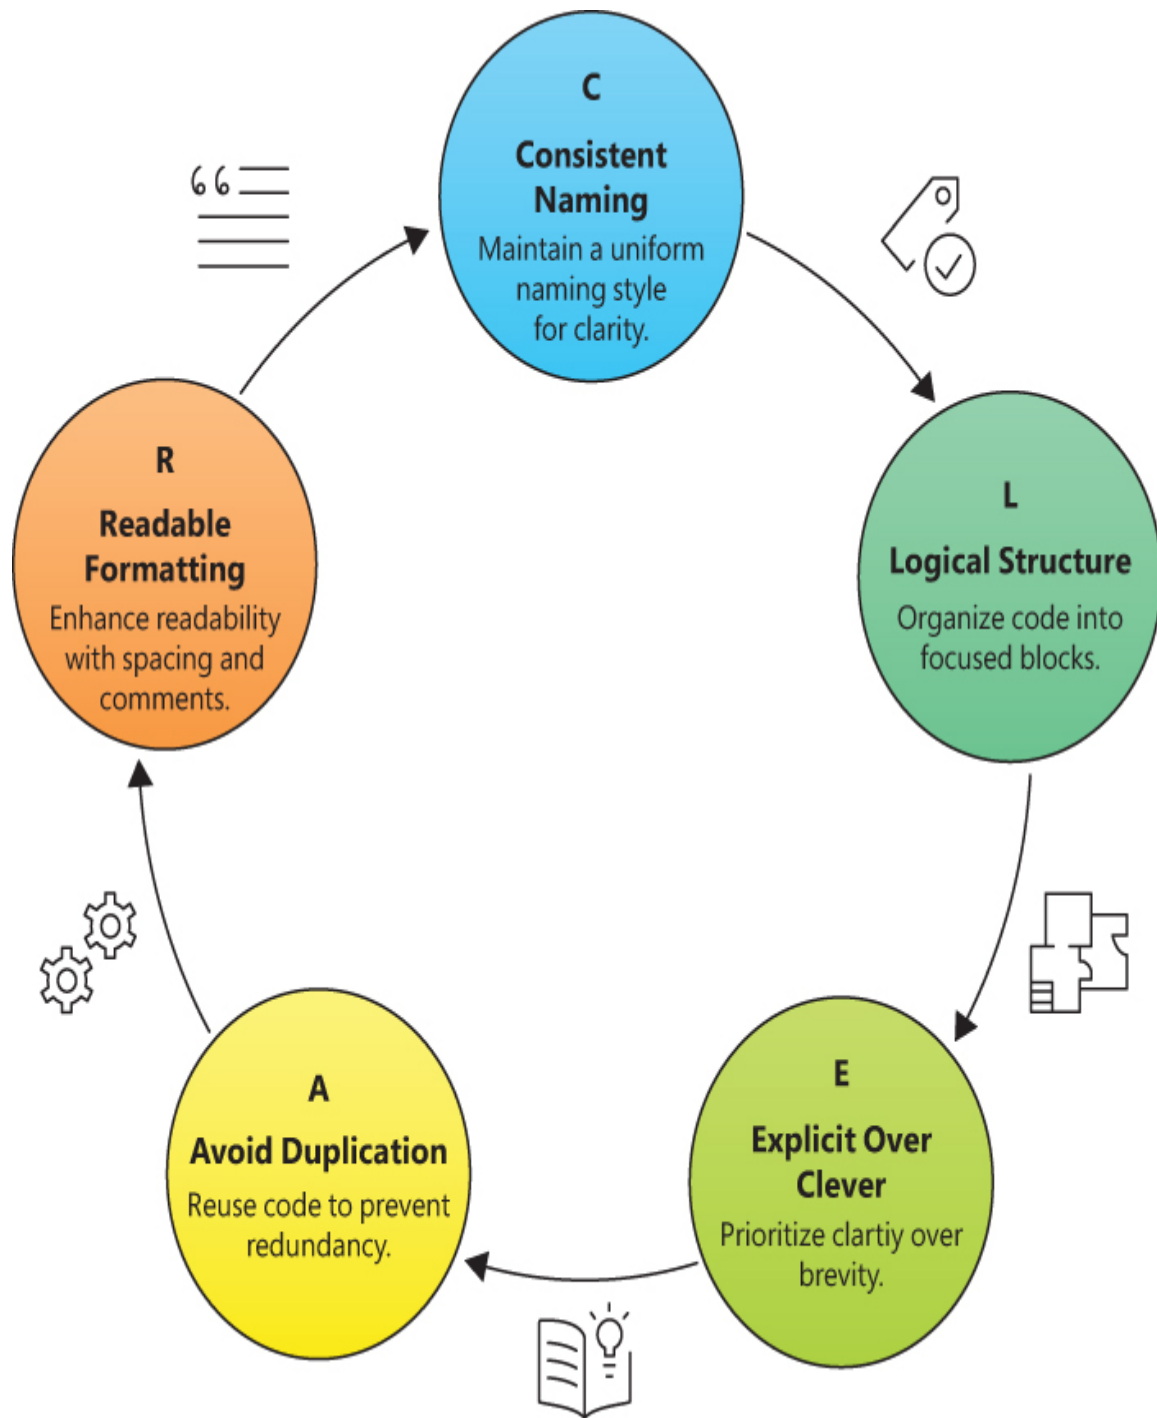 C
Consistent
Naming
Maintain a uniform
naming style
for clarity.
L
Logical Structure
Organize code into
focused blocks.
E
Explicit Over
Clever
Prioritize clartiy over
brevity.
A
Avoid Duplication
Reuse code to prevent
redundancy.
R
Readable
Formatting
Enhance readability
with spacing and
comments.